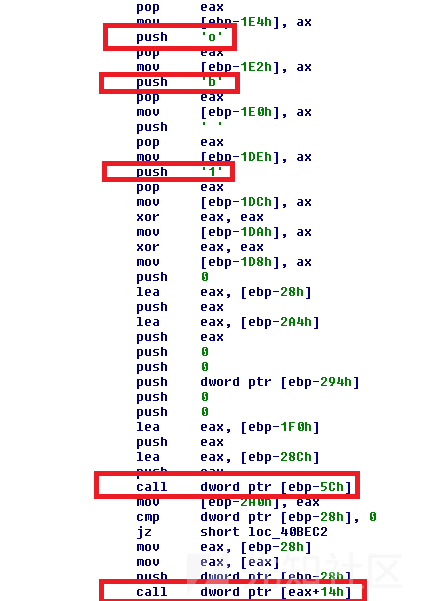 pop eax
mov [ebp-1E4h], ax
push 'o'
pop eax
mov [ebp-1E2h], ax
push 'b'
pop eax
mov [ebp-1E0h], ax
push ' '
pop eax
mov [ebp-1DEh], ax
push '1'
pop eax
mov [ebp-1DCh], ax
xor eax, eax
mov [ebp-1DAh], ax
xor eax, eax
mov [ebp-1D8h], ax
push 0
lea eax, [ebp-28h]
push eax
lea eax, [ebp-2A4h]
push eax
push 0
push 0
push dword ptr [ebp-294h]
push 0
push 0
lea eax, [ebp-1F0h]
push eax
lea eax, [ebp-28Ch]
push eax
call dword ptr [ebp-5Ch]
mov [ebp-2A0h], eax
cmp dword ptr [ebp-28h], 0
jz short loc_40BEC2
mov eax, [ebp-28h]
mov eax, [eax]
push dword ptr [ebp-28h]
call dword ptr [eax+14h]